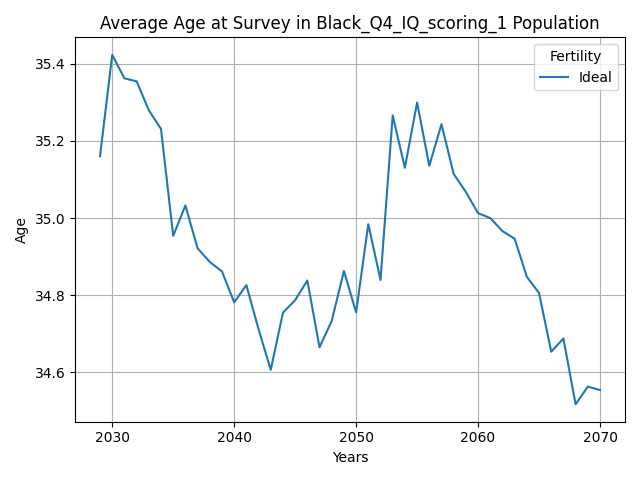 Average Age at Survey in Black_Q4_IQ_scoring_1 Population
Fertility
Ideal
35.4
35.2
35.0
34.8
34.6
Age
2030 2040 2050 2060 2070
Years